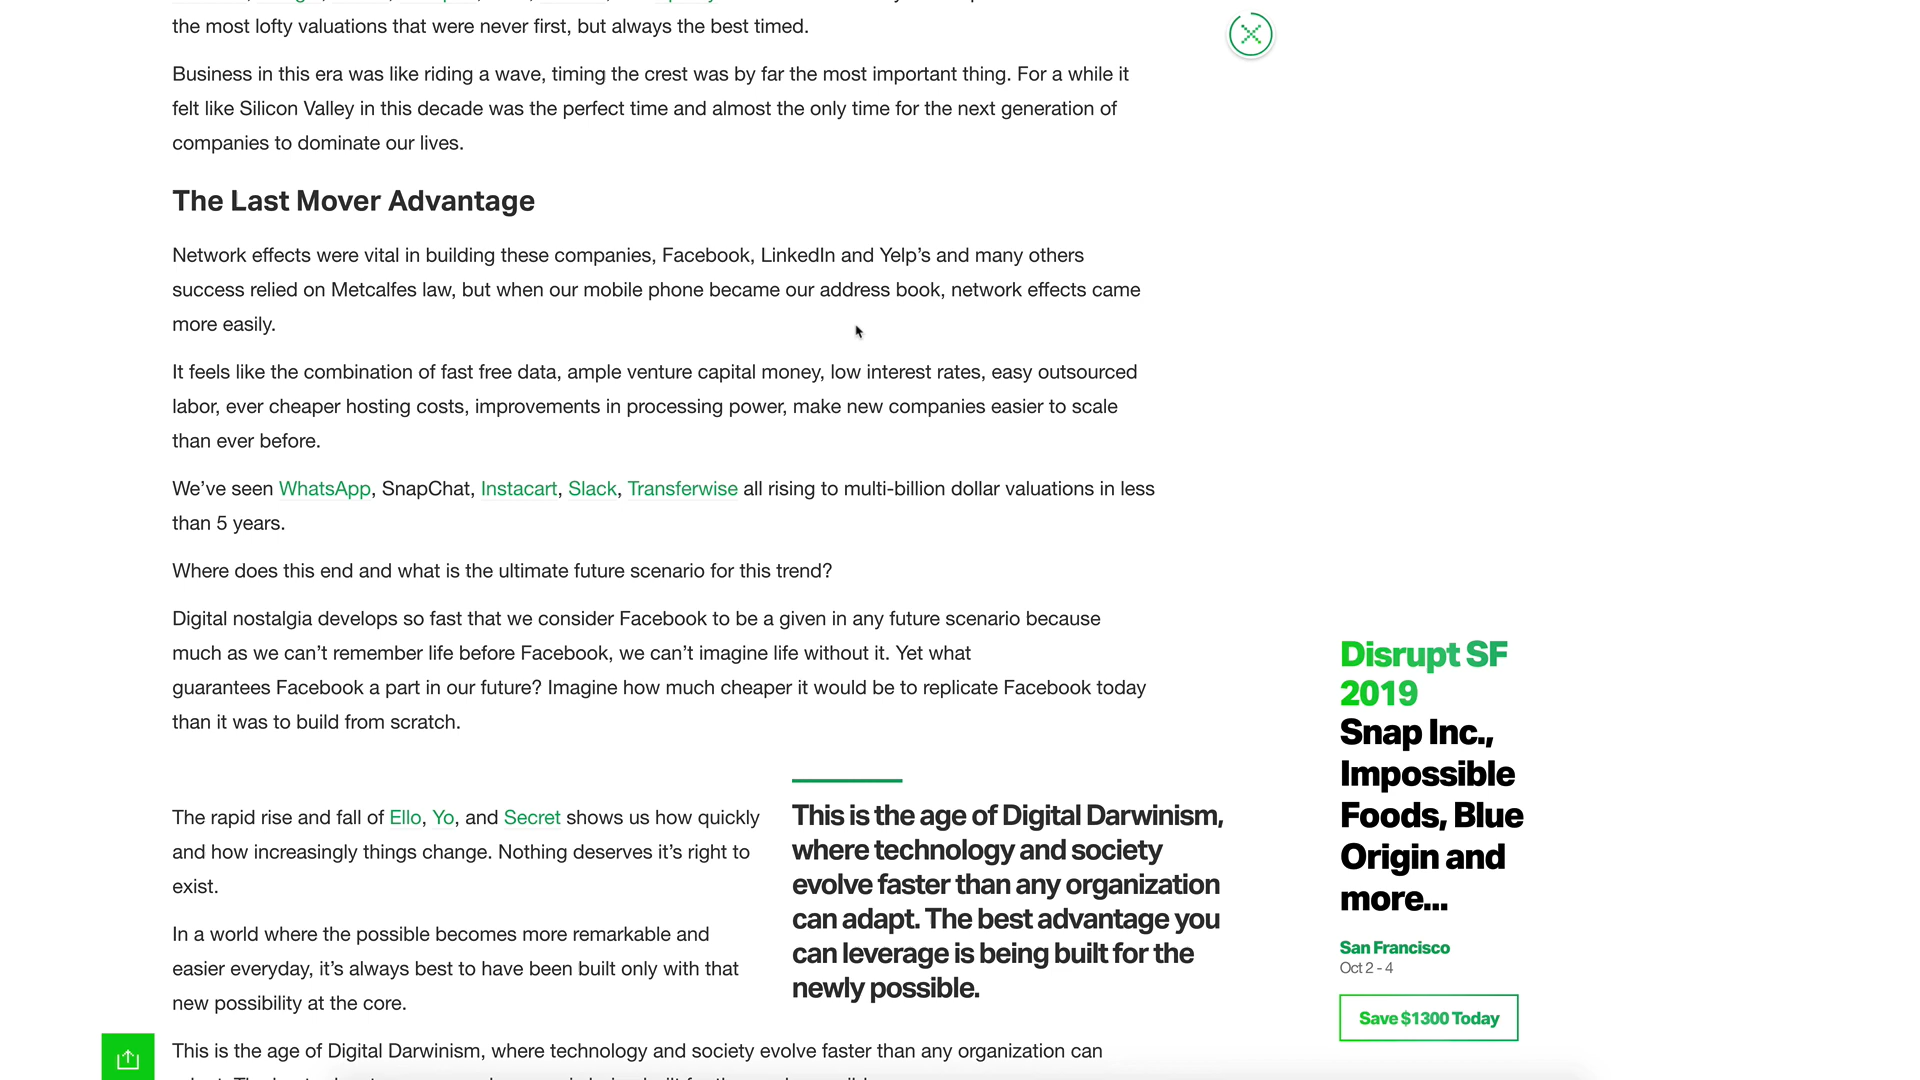 the most lofty valuations that were never first, but always the best timed.
Business in this era was like riding a wave, timing the crest was by far the most important thing. For a while it
felt like Silicon Valley in this decade was the perfect time and almost the only time for the next generation of
companies to dominate our lives.
The Last Mover Advantage
Network effects were vital in building these companies, Facebook, LinkedIn and Yelp’s and many others
success relied on Metcalfes law, but when our mobile phone became our address book, network effects came
more easily.
It feels like the combination of fast free data, ample venture capital money, low interest rates, easy outsourced
labor, ever cheaper hosting costs, improvements in processing power, make new companies easier to scale
than ever before.
We’ve seen WhatsApp, SnapChat, Instacart, Slack, Transferwise all rising to multi-billion dollar valuations in less
than 5 years.
Where does this end and what is the ultimate future scenario for this trend?
Digital nostalgia develops so fast that we consider Facebook to be a given in any future scenario because
much as we can’t remember life before Facebook, we can’t imagine life without it. Yet what
guarantees Facebook a part in our future? Imagine how much cheaper it would be to replicate Facebook today
than it was to build from scratch.
The rapid rise and fall of Ello, Yo, and Secret shows us how quickly
and how increasingly things change. Nothing deserves it’s right to
exist.
In a world where the possible becomes more remarkable and
easier everyday, it’s always best to have been built only with that
new possibility at the core.
This is the age of Digital Darwinism,
where technology and society
evolve faster than any organization
can adapt. The best advantage you
can leverage is being built for the
newly possible.
This is the age of Digital Darwinism, where technology and society evolve faster than any organization can
Disrupt SF
2019
Snap Inc.,
Impossible
Foods, Blue
Origin and
more...
San Francisco
Oct 2 - 4
Save $1300 Today